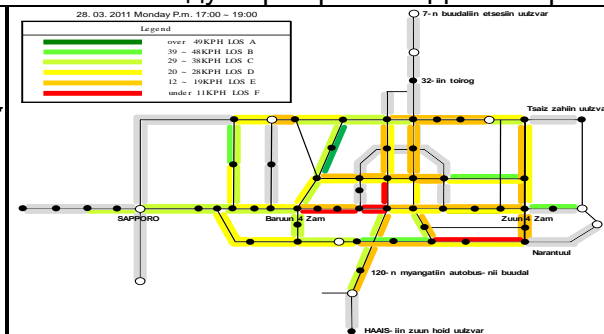 28. 03. 2011 Monday P.m. 17:00 ~ 19:00
Legend
over 49KPH LOS A
39 ~ 48KPH LOS B
29 ~ 38KPH LOS C
20 ~ 28KPH LOS D
12 ~ 19KPH LOS E
under 11KPH LOS F
7- n buudaliin etsesiin uulzvar
32- iin toirog
Tsaiz zahiin uulzva
SAPPORO
Baruun 4 Zam
Zuun 4 Zam
Narantuul
120- n myangatiin autobus- nii buudal
HAAIS- iin zuun hoid uulzvar